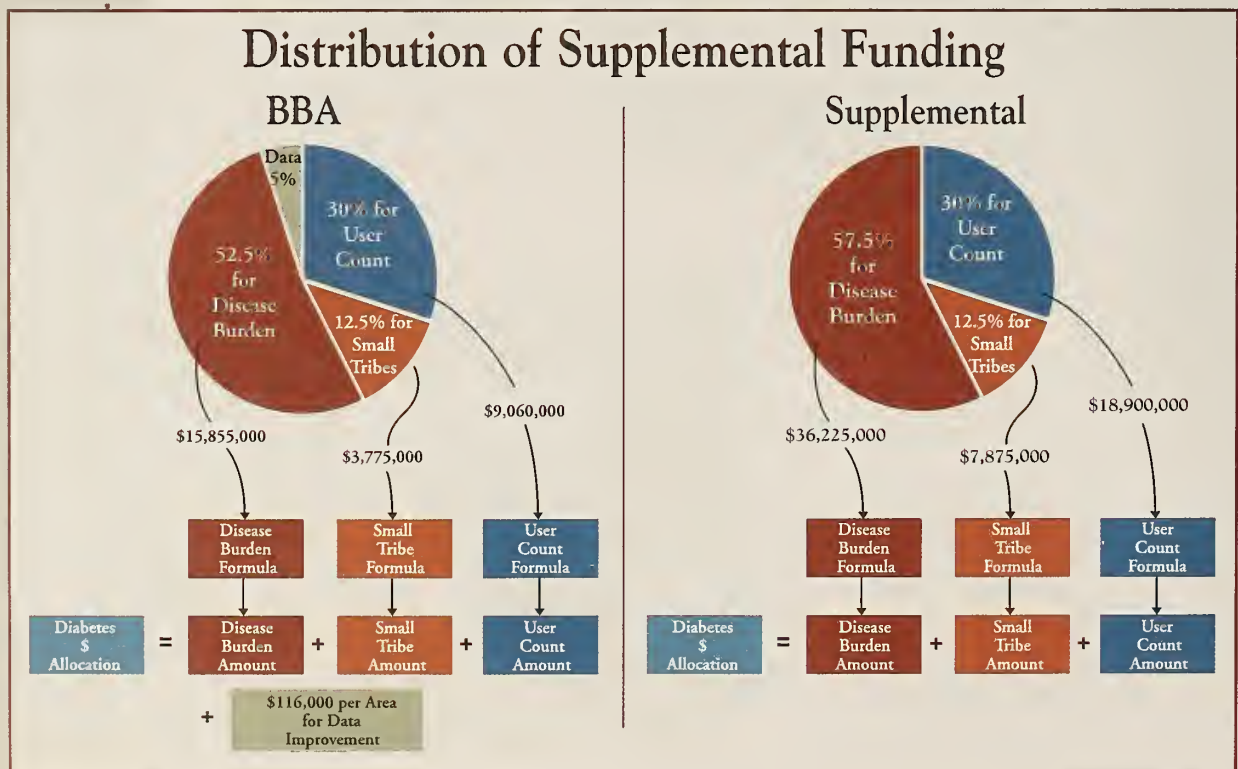 Distribution of Supplemental Funding
BBA
Data
5%
30% for
User
Count
52.5%
for
Disease
Burden
12.5% for
Small
Tribes
$9,060,000
$15,855,000
$3,775,000
Disease
Burden
Formula
Small
Tribe
Formula
User
Count
Formula
Diabetes
$
Allocation
=
Disease
Burden
Amount
+
Small
Tribe
Amount
+
User
Count
Amount
+
$116,000 per Area
for Data
Improvement
Supplemental
30% for
User
Count
57.5%
for
Disease
Burden
12.5% for
Small
Tribes
$18,900,000
$36,225,000
$7,875,000
Disease
Burden
Formula
Small
Tribe
Formula
User
Count
Formula
Diabetes
$
Allocation
=
Disease
Burden
Amount
+
Small
Tribe
Amount
+
User
Count
Amount